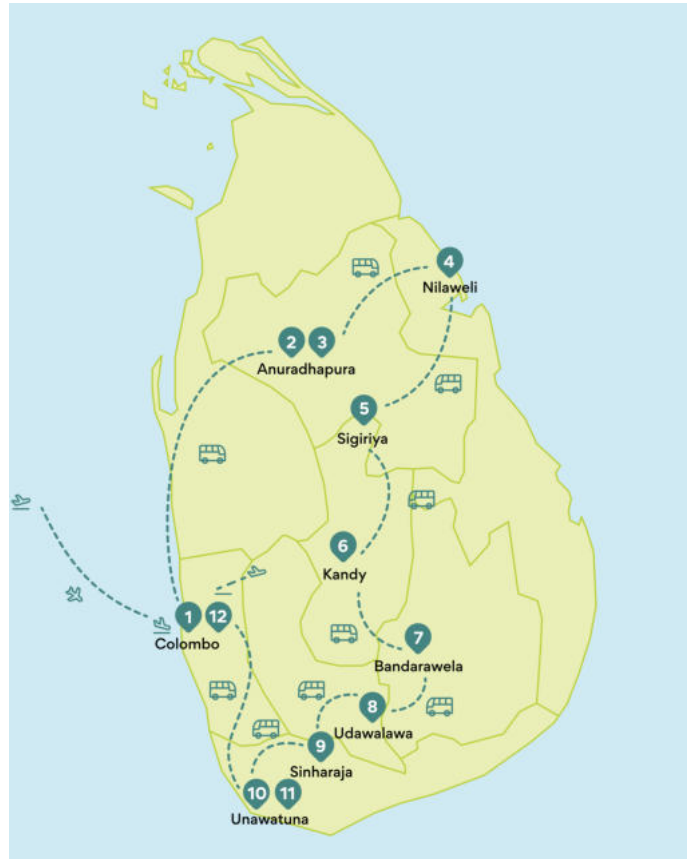 4
Nilaweli
2 3
Anuradhapura
5
Sigiriya
6
Kandy
1 12
Colombo
7
Bandarawela
8
Udawalawa
9
Sinharaja
10 11
Unawatuna